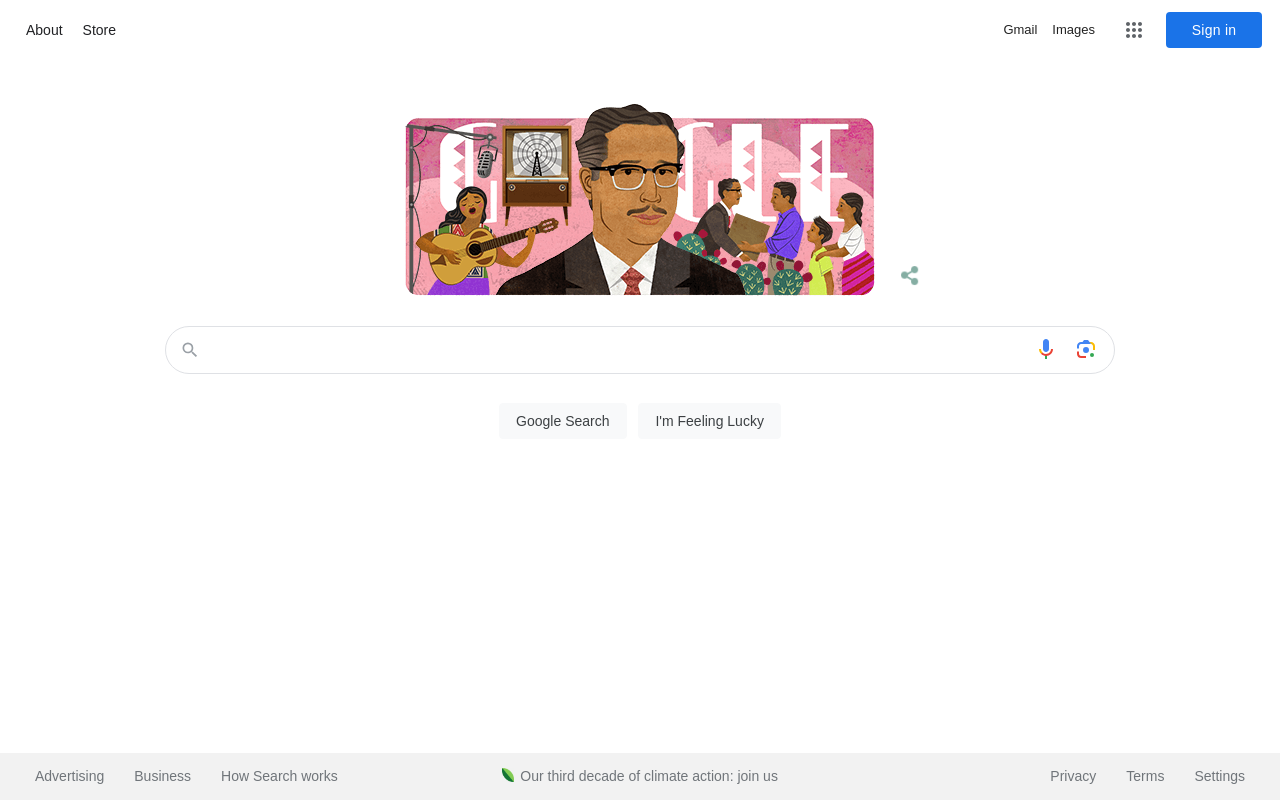 About Store
Gmail Images Sign in
GOOGLE
Google Search I'm Feeling Lucky
Advertising Business How Search works
Our third decade of climate action: join us
Privacy Terms Settings